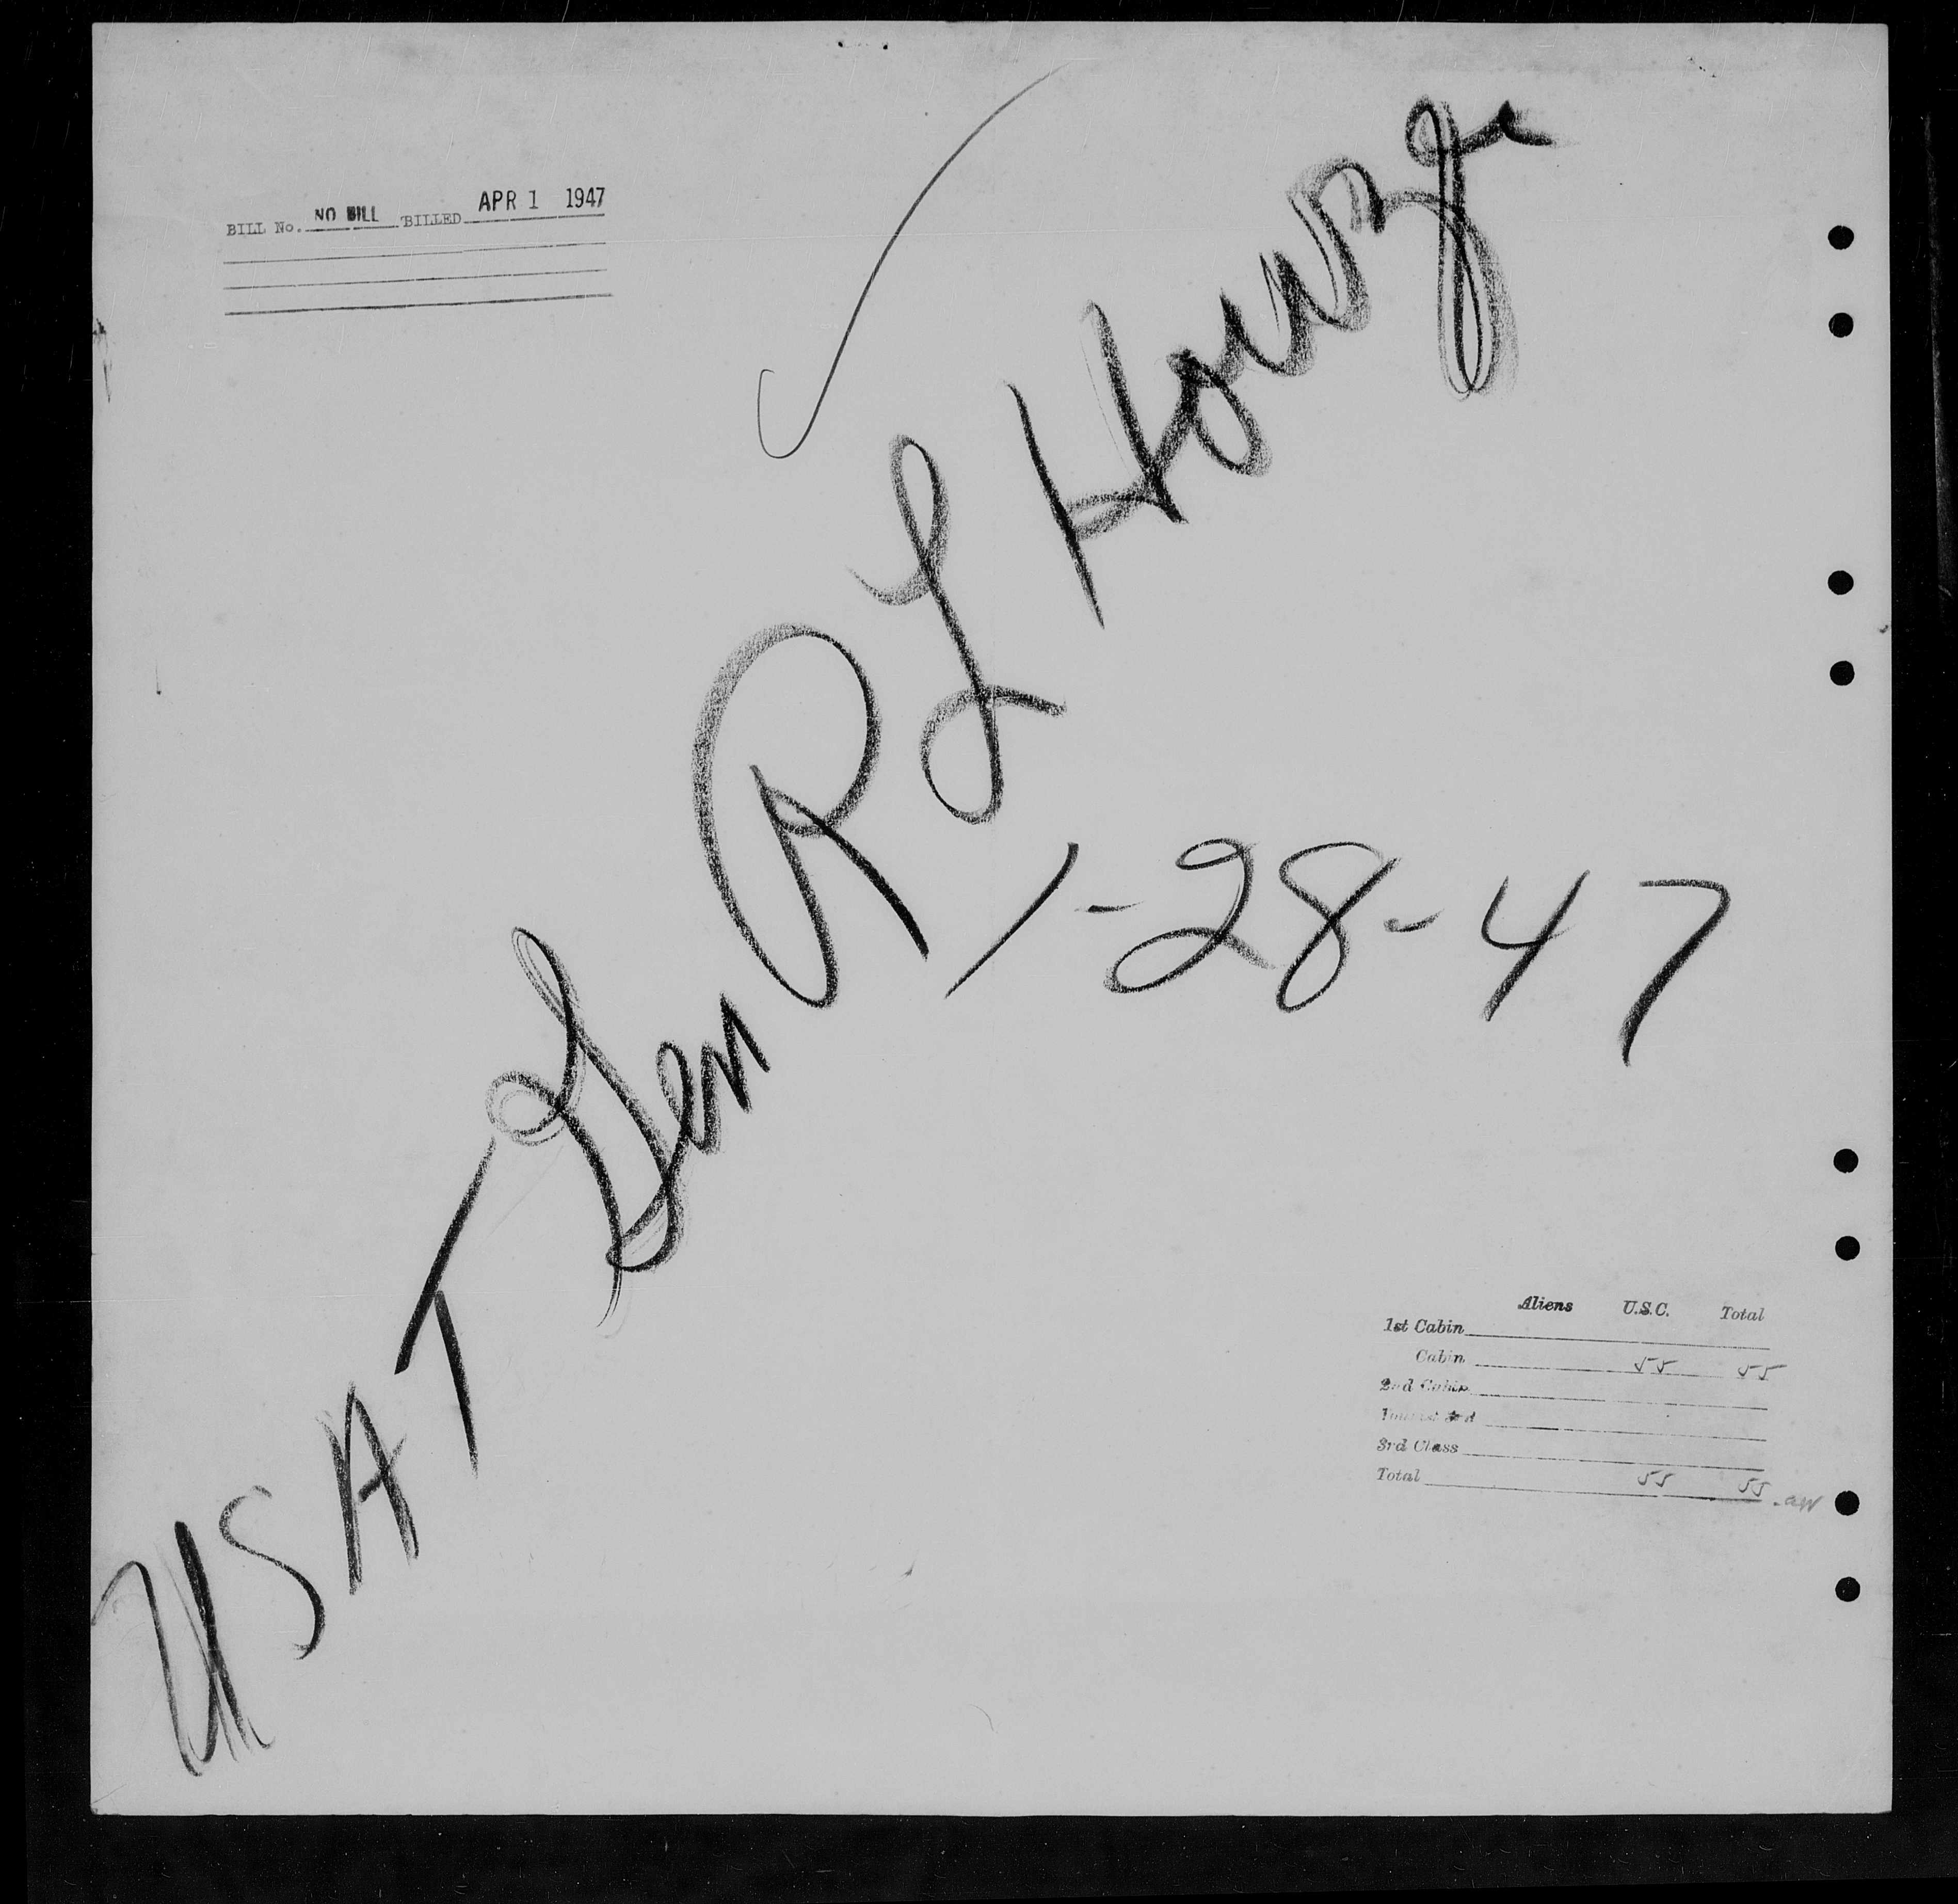 BILL No. NO BILL BILLED APR 1 1947
USAT Gen R L Howze
1-28-47
Aliens U.S.C. Total
1st Cabin
Cabin 55 55
2nd Cabin
3rd Class
Total 55 55